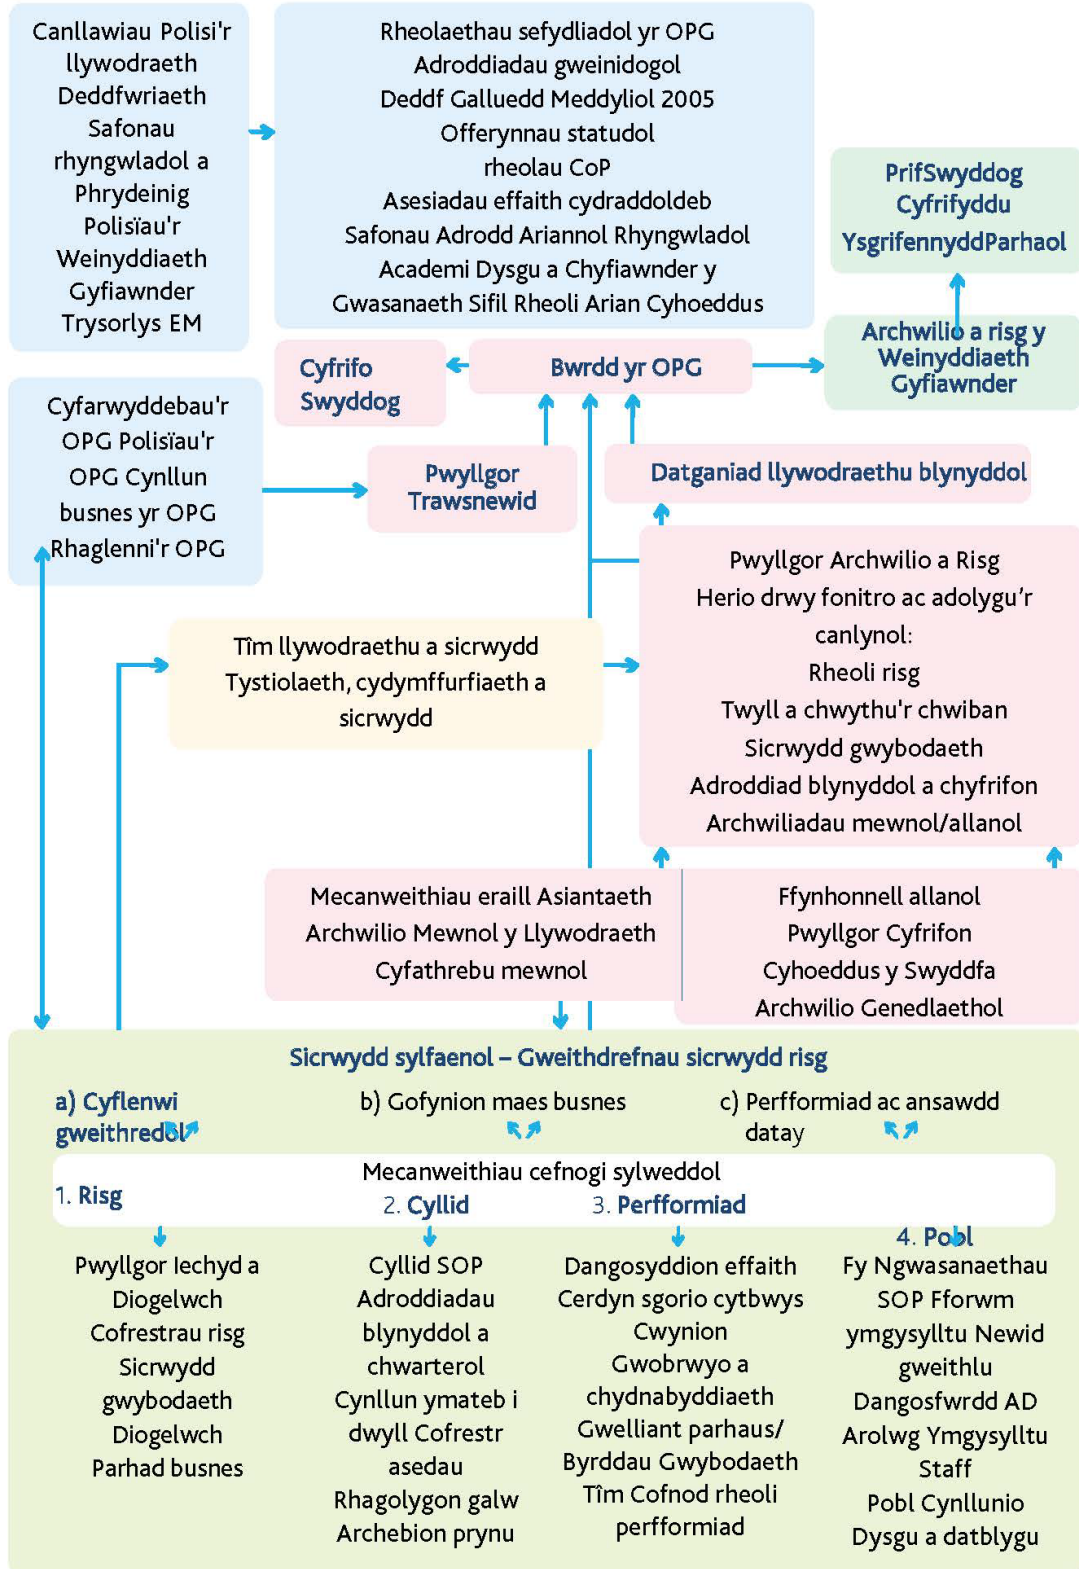 Canllawiau Polisi'r
llywodraeth
Deddfwriaeth
Safonau
rhyngwladol a
Phrydeinig
Polisïau'r
Weinyddiaeth
Gyfiawnder
Trysorlys EM
Rheolaethau sefydliadol yr OPG
Adroddiadau gweinidogol
Deddf Galluedd Meddyliol 2005
Offerynnau statudol
rheolau CoP
Asesiadau effaith cydraddoldeb
Safonau Adrodd Ariannol Rhyngwladol
Academi Dysgu a Chyfiawnder y
Gwasanaeth Sifil Rheoli Arian Cyhoeddus
PrifSwyddog
Cyfrifyddu
YsgrifennyddParhaol
Archwilio a risg y
Weinyddiaeth
Gyfiawnder
Cyfrifo
Swyddog
Bwrdd yr OPG
Cyfarwyddebau'r
OPG Polisïau'r
OPG Cynllun
busnes yr OPG
Rhaglenni'r OPG
Pwyllgor
Trawsnewid
Datganiad llywodraethu blynyddol
Pwyllgor Archwilio a Risg
Herio drwy fonitro ac adolygu’r
canlynol:
Rheoli risg
Twyll a chwythu'r chwiban
Sicrwydd gwybodaeth
Adroddiad blynyddol a chyfrifon
Archwiliadau mewnol/allanol
Tîm llywodraethu a sicrwydd
Tystiolaeth, cydymffurfiaeth a
sicrwydd
Mecanweithiau eraill Asiantaeth
Archwilio Mewnol y Llywodraeth
Cyfathrebu mewnol
Ffynhonnell allanol
Pwyllgor Cyfrifon
Cyhoeddus y Swyddfa
Archwilio Genedlaethol
Sicrwydd sylfaenol – Gweithdrefnau sicrwydd risg
a) Cyflenwi
gweithredol
b) Gofynion maes busnes
c) Perfformiad ac ansawdd
datay
Mecanweithiau cefnogi sylweddol
1. Risg
2. Cyllid
3. Perfformiad
4. Pobl
Pwyllgor Iechyd a
Diogelwch
Cofrestrau risg
Sicrwydd
gwybodaeth
Diogelwch
Parhad busnes
Cyllid SOP
Adroddiadau
blynyddol a
chwarterol
Cynllun ymateb i
dwyll Cofrestr
asedau
Rhagolygon galw
Archebion prynu
Dangosyddion effaith
Cerdyn sgorio cytbwys
Cwynion
Gwobrwyo a
chydnabyddiaeth
Gwelliant parhaus/
Byrddau Gwybodaeth
Tîm Cofnod rheoli
perfformiad
Fy Ngwasanaethau
SOP Fforwm
ymgysylltu Newid
gweithlu
Dangosfwrdd AD
Arolwg Ymgysylltu
Staff
Pobl Cynllunio
Dysgu a datblygu